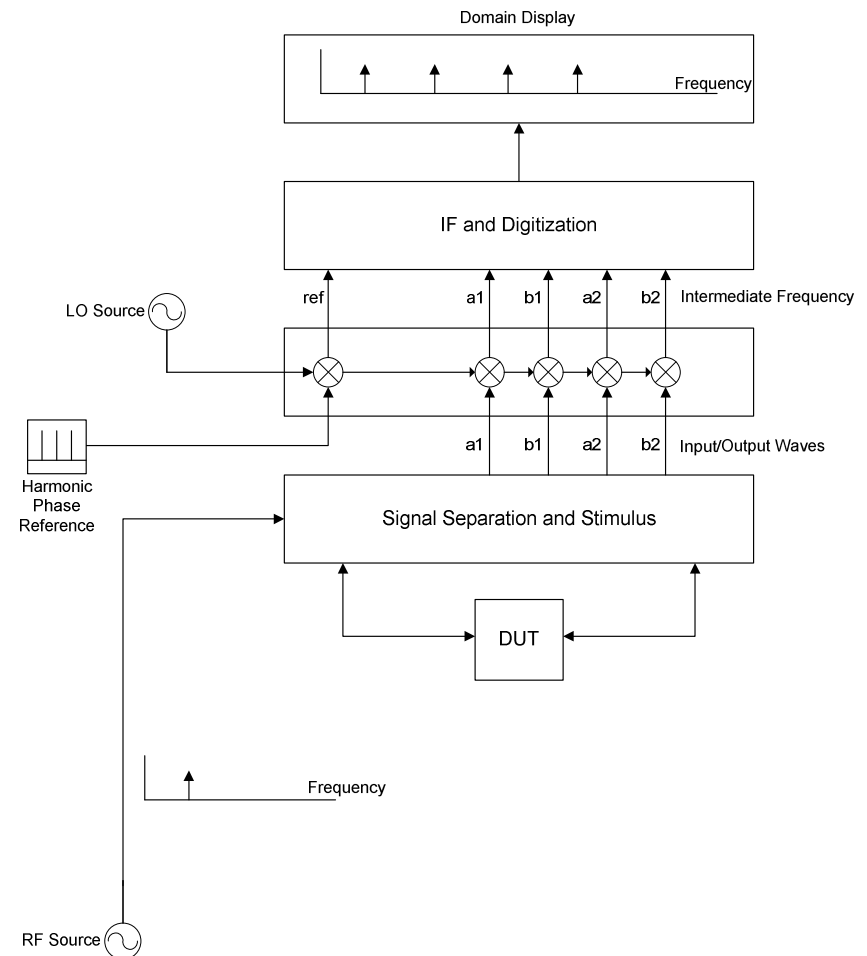 Domain Display
Frequency
IF and Digitization
ref
a1
b1
a2
b2
Intermediate Frequency
LO Source
a1
b1
a2
b2
Input/Output Waves
Harmonic
Phase
Reference
Signal Separation and Stimulus
DUT
Frequency
RF Source